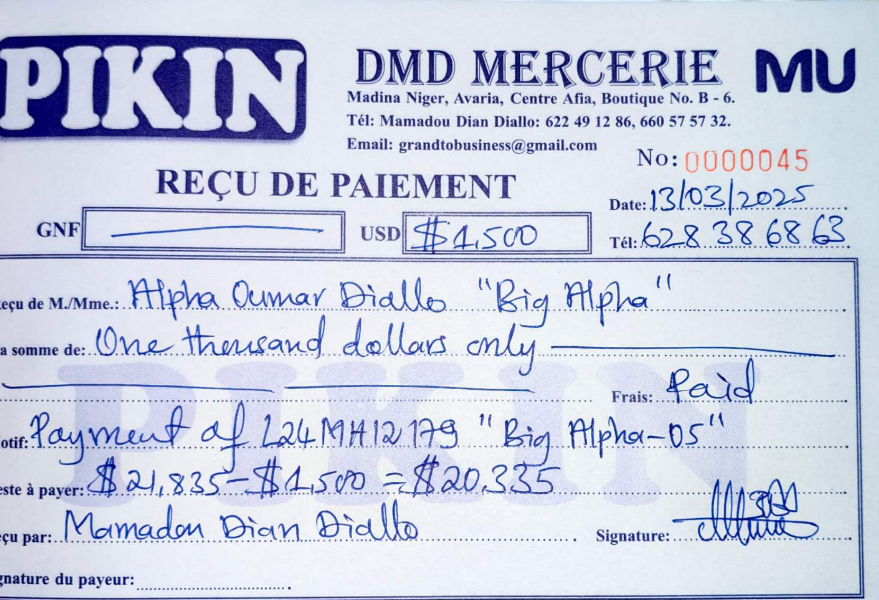 PIKIN
DMD MERCERIE
MU
Madina Niger, Avaria, Centre Afia, Boutique No. B - 6.
Tél: Mamadou Dian Diallo: 622 49 12 86, 660 57 57 32.
Email: grandtobusiness@gmail.com
No: 0000045
REÇU DE PAIEMENT
Date: 13/03/2025
GNF
USD $ 1,500
Tél: 628 38 68 63
eçu de M./Mme.: Alpha Oumar Diallo "Big Alpha"
a somme de: One thousand dollars only
Frais: Paid
PIKIN
otif: Payment of L24MH12179 "Big Alpha-05"
este à payer: $ 21,835-$1,500 = $20.335
çu par: Mamadou Dian Diallo
Signature:
gnature du payeur: